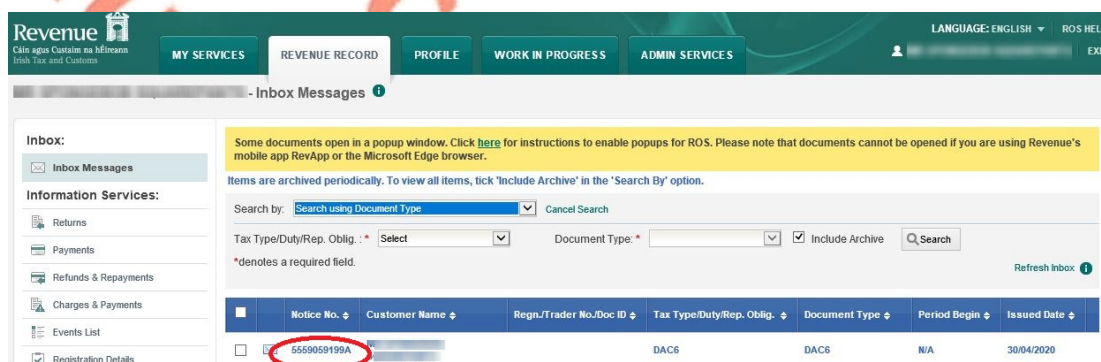 Revenue
Cáin agus Custaim na hÉireann
Irish Tax and Customs
LANGUAGE: ENGLISH
ROS HEL
MY SERVICES
REVENUE RECORD
PROFILE
WORK IN PROGRESS
ADMIN SERVICES
EXI
- Inbox Messages
Inbox:
Inbox Messages
Information Services:
Returns
Payments
Refunds & Repayments
Charges & Payments
Events List
Registration Details
Some documents open in a popup window. Click here for instructions to enable popups for ROS. Please note that documents cannot be opened if you are using Revenue's
mobile app RevApp or the Microsoft Edge browser.
Items are archived periodically. To view all items, tick 'Include Archive' in the 'Search By' option.
Search by: Search using Document Type Cancel Search
Tax Type/Duty/Rep. Oblig. : * Select Document Type: * Include Archive Search
*denotes a required field.
Refresh Inbox
Notice No. Customer Name Regn./Trader No./Doc ID Tax Type/Duty/Rep. Oblig. Document Type Period Begin Issued Date
5559059199A DAC6 DAC6 N/A 30/04/2020